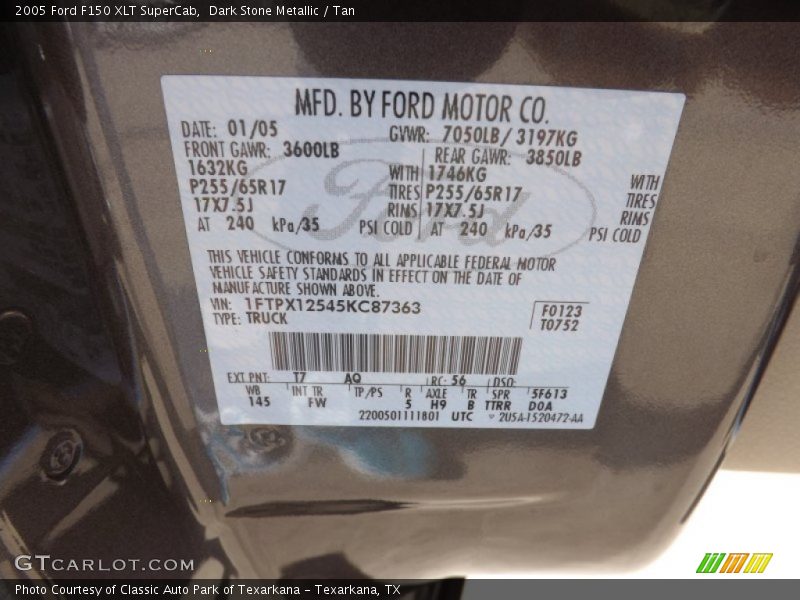 2005 Ford F150 XLT SuperCab, Dark Stone Metallic / Tan
MFD. BY FORD MOTOR CO.
DATE: 01/05 GVWR: 7050LB/ 3197KG
FRONT GAWR: 3600LB REAR GAWR: 3850LB
1632KG WITH 1746KG WITH
P255/65R17 TIRES P255/65R17 TIRES
17X7.5J RIMS 17X7.5J RIMS
AT 240 kPa/35 PSI COLD AT 240 kPa/35 PSI COLD
Ford
THIS VEHICLE CONFORMS TO ALL APPLICABLE FEDERAL MOTOR
VEHICLE SAFETY STANDARDS IN EFFECT ON THE DATE OF
MANUFACTURE SHOWN ABOVE.
VIN: 1FTPX12545KC87363 F0123
TYPE: TRUCK T0752
EXT PNT: T7 AQ RC: 56 DSO:
WB INT TR TP/PS R AXLE TR SPR 5F613
145 FW 5 H9 B TTRR DOA
2200501111801 UTC 2U5A-1520472-AA
GTCARLOT.COM
Photo Courtesy of Classic Auto Park of Texarkana - Texarkana, TX